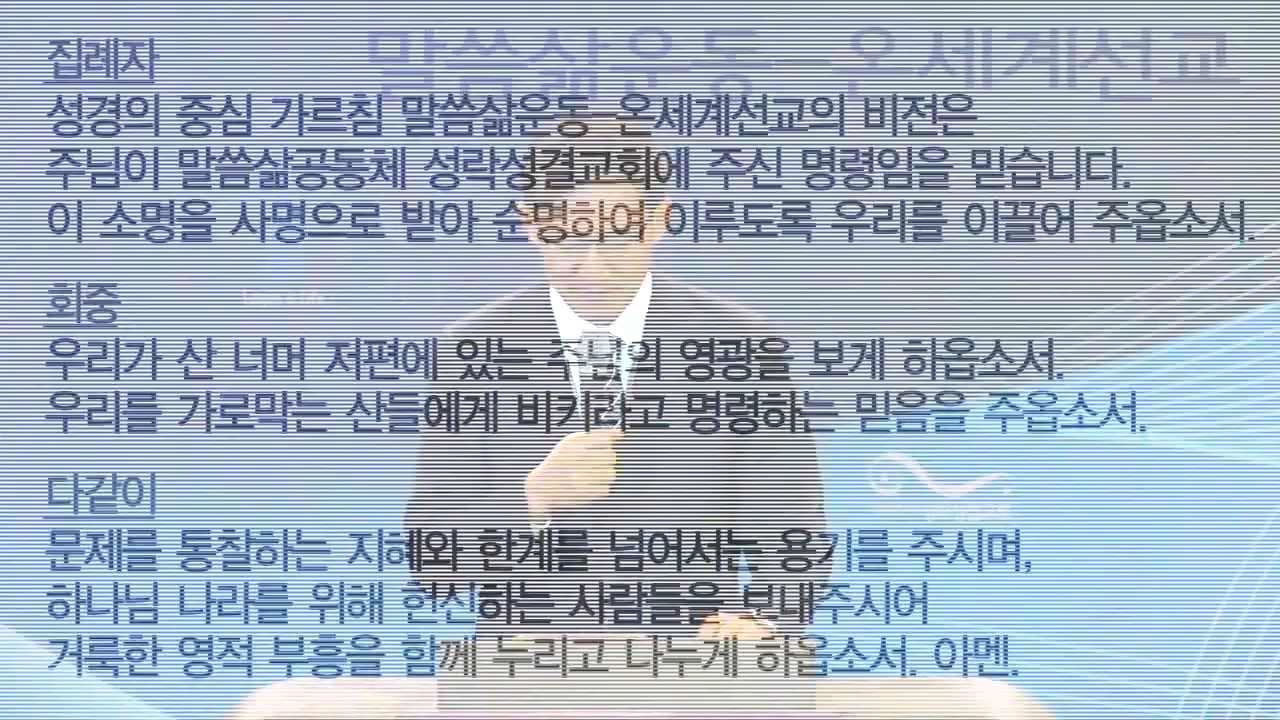 말씀삶운동-온세계선교
집례자
성경의 중심 가르침 말씀삶운동 온세계선교의 비전은
주님이 말씀삶공동체 성락성결교회에 주신 명령임을 믿습니다.
이 소명을 사명으로 받아 순명하여 이루도록 우리를 이끌어 주옵소서.
회중
우리가 산 너머 저편에 있는 주님의 영광을 보게 하옵소서.
우리를 가로막는 산들에게 비키라고 명령하는 믿음을 주옵소서.
다같이
문제를 통찰하는 지혜와 한계를 넘어서는 용기를 주시며,
하나님 나라를 위해 헌신하는 사람들을 보내주시어
거룩한 영적 부흥을 함께 누리고 나누게 하옵소서. 아멘.